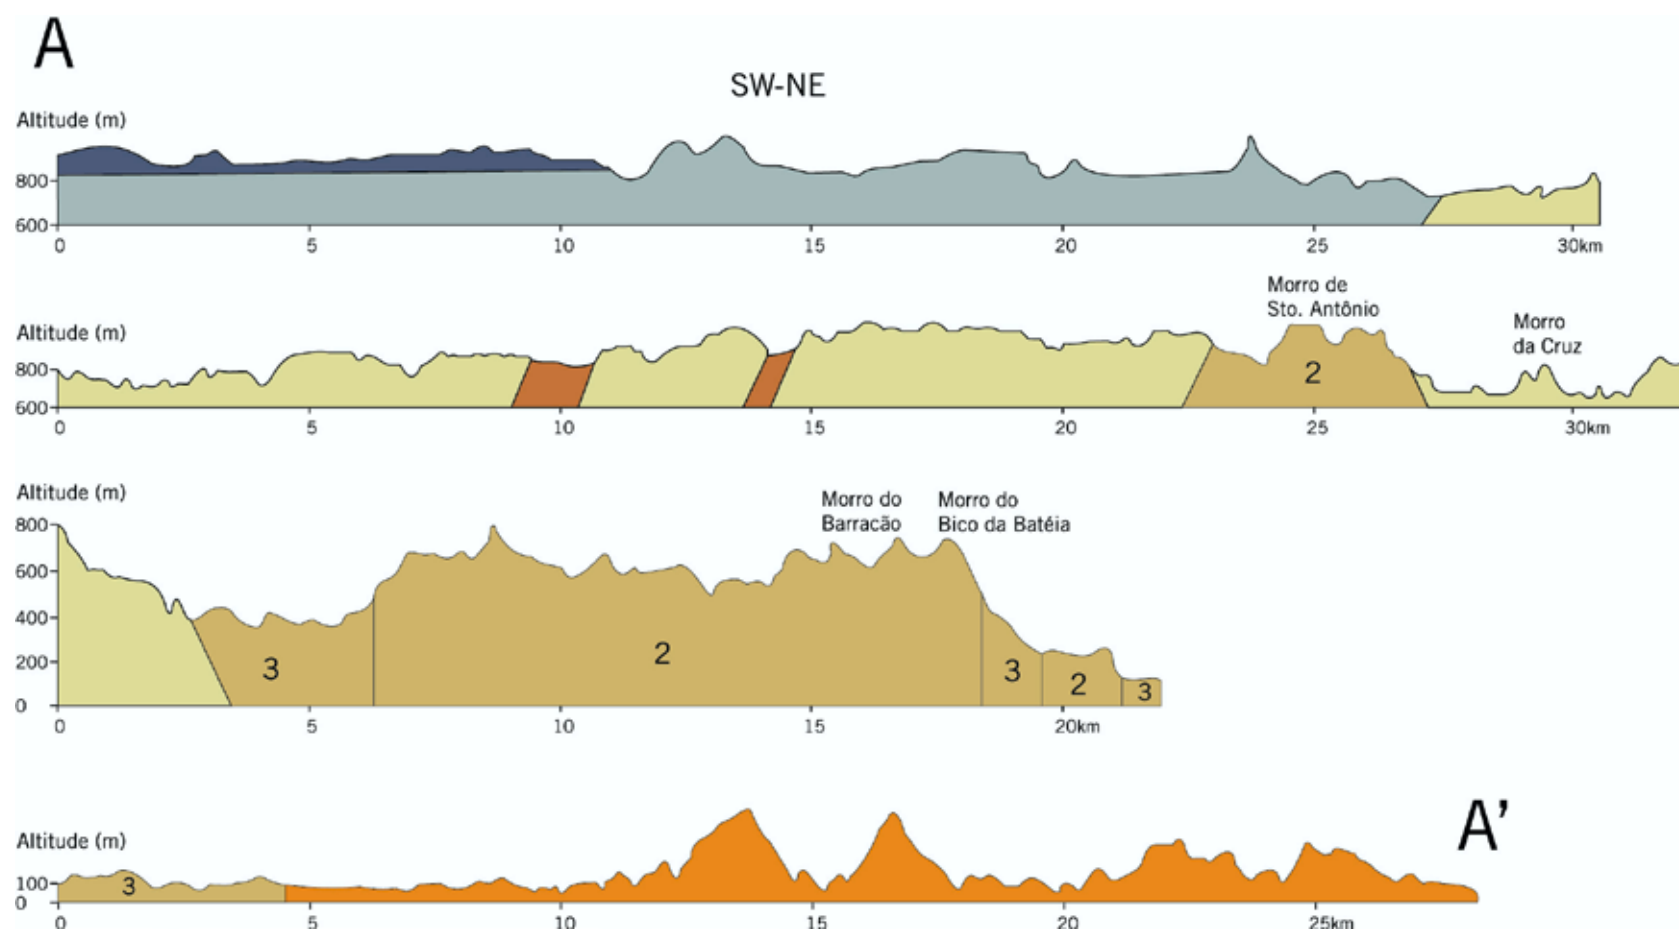 A
SW-NE
Altitude (m)
800
600
0 5 10 15 20 25 30km
Morro de
Sto. Antônio
Morro
da Cruz
Altitude (m)
800
600
2
0 5 10 15 20 25 30km
Altitude (m)
Morro do
Barracão
Morro do
Bico da Batéia
800
600
400
200
0
3 2 3 2 3
0 5 10 15 20km
A'
Altitude (m)
100
0
3
0 5 10 15 20 25km